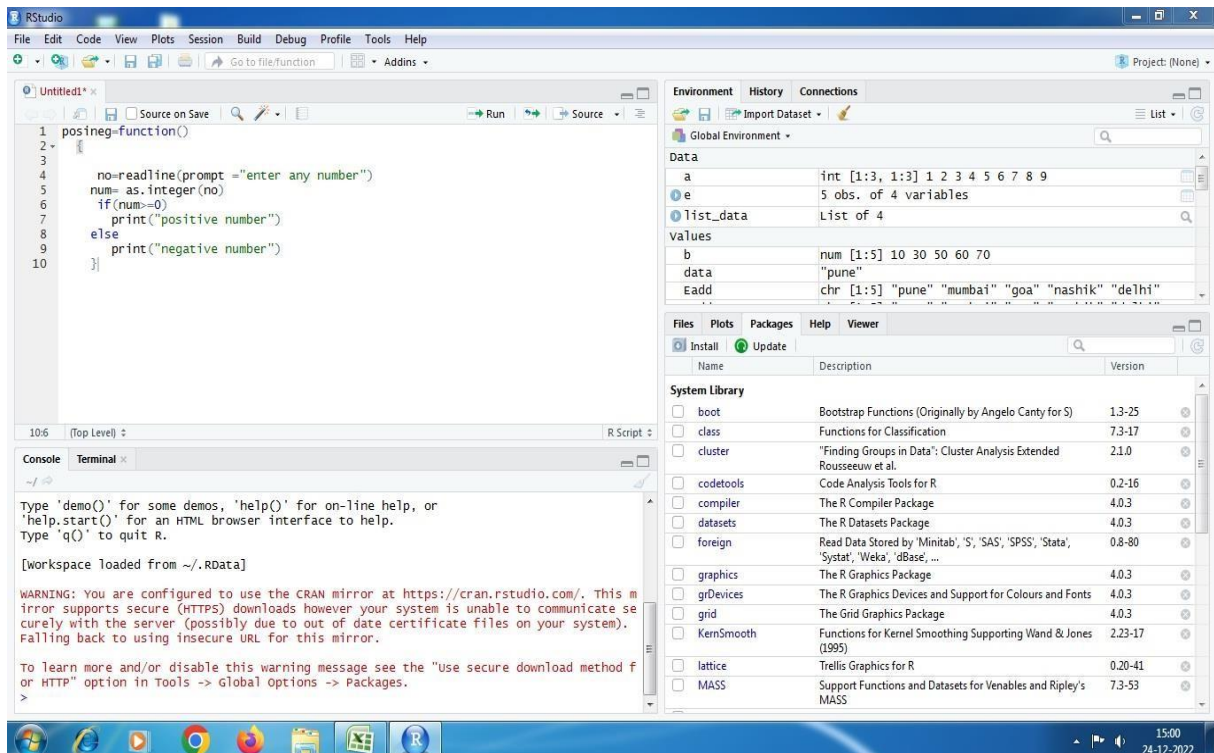 RStudio
File Edit Code View Plots Session Build Debug Profile Tools Help
Go to file/function Addins Project: (None)
Untitled1*
Source on Save Run Source
1 posineg=function()
2 {
3
4 no=readline(prompt ="enter any number")
5 num= as.integer(no)
6 if(num>=0)
7 print("positive number")
8 else
9 print("negative number")
10 }
10:6 (Top Level) R Script
Console Terminal
~/
Type 'demo()' for some demos, 'help()' for on-line help, or
'help.start()' for an HTML browser interface to help.
Type 'q()' to quit R.
[Workspace loaded from ~/.RData]
WARNING: You are configured to use the CRAN mirror at https://cran.rstudio.com/. This m
irror supports secure (HTTPS) downloads however your system is unable to communicate se
curely with the server (possibly due to out of date certificate files on your system).
Falling back to using insecure URL for this mirror.
To learn more and/or disable this warning message see the "Use secure download method f
or HTTP" option in Tools -> Global Options -> Packages.
>
Environment History Connections
Import Dataset List
Global Environment
Data
a int [1:3, 1:3] 1 2 3 4 5 6 7 8 9
e 5 obs. of 4 variables
list_data List of 4
Values
b num [1:5] 10 30 50 60 70
data "pune"
Eadd chr [1:5] "pune" "mumbai" "goa" "nashik" "delhi"
Files Plots Packages Help Viewer
Install Update
Name Description Version
System Library
boot Bootstrap Functions (Originally by Angelo Canty for S) 1.3-25
class Functions for Classification 7.3-17
cluster "Finding Groups in Data": Cluster Analysis Extended 2.1.0
Rousseeuw et al.
codetools Code Analysis Tools for R 0.2-16
compiler The R Compiler Package 4.0.3
datasets The R Datasets Package 4.0.3
foreign Read Data Stored by 'Minitab', 'S', 'SAS', 'SPSS', 'Stata', 0.8-80
'Systat', 'Weka', 'dBase', ...
graphics The R Graphics Package 4.0.3
grDevices The R Graphics Devices and Support for Colours and Fonts 4.0.3
grid The Grid Graphics Package 4.0.3
KernSmooth Functions for Kernel Smoothing Supporting Wand & Jones 2.23-17
(1995)
lattice Trellis Graphics for R 0.20-41
MASS Support Functions and Datasets for Venables and Ripley's 7.3-53
MASS
15:00
24-12-2022